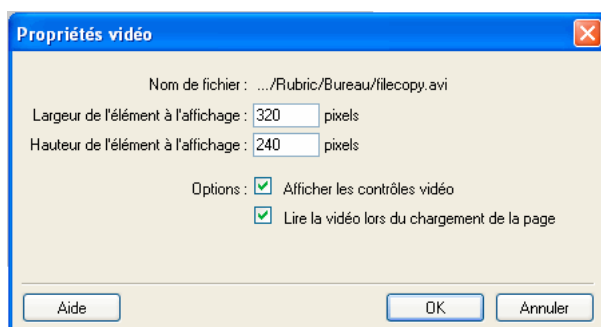 Propriétés vidéo
Nom de fichier : .../Rubric/Bureau/filecopy.avi
Largeur de l'élément à l'affichage : 320 pixels
Hauteur de l'élément à l'affichage : 240 pixels
Options : Afficher les contrôles vidéo
Lire la vidéo lors du chargement de la page
Aide OK Annuler